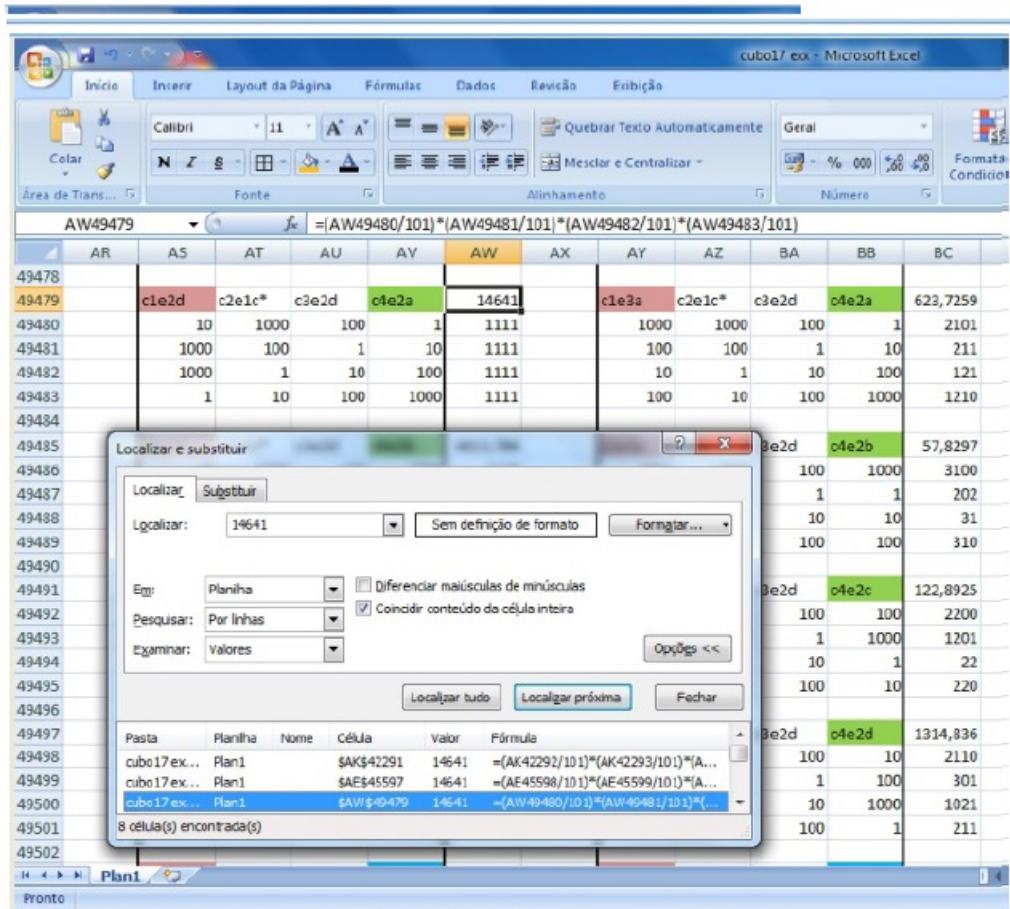 cubo17 exx - Microsoft Excel
Início Inserir Layout da Página Fórmulas Dados Revisão Exibição
Calibri 11 A A Quebrar Texto Automaticamente Geral
Colar N I S Mesclar e Centralizar % 000 Formata
Condicio
Área de Trans... Fonte Alinhamento Número
AW49479 fx =(AW49480/101)*(AW49481/101)*(AW49482/101)*(AW49483/101)
AR AS AT AU AV AW AX AY AZ BA BB BC
49478
49479 c1e2d c2e1c* c3e2d c4e2a 14641 c1e3a c2e1c* c3e2d c4e2a 623,7259
49480 10 1000 100 1 1111 1000 1000 100 1 2101
49481 1000 100 1 10 1111 100 100 1 10 211
49482 1000 1 10 100 1111 10 1 10 100 121
49483 1 10 100 1000 1111 100 10 100 1000 1210
49484
49485 3e2d c4e2b 57,8297
49486 100 1000 3100
49487 1 1 202
49488 10 10 31
49489 100 100 310
49490
49491 3e2d c4e2c 122,8925
49492 100 100 2200
49493 1 1000 1201
49494 10 1 22
49495 100 10 220
49496
49497 3e2d c4e2d 1314,836
49498 100 10 2110
49499 1 100 301
49500 10 1000 1021
49501 100 1 211
49502
Localizar e substituir
Localizar Substituir
Localizar: 14641 Sem definição de formato Formatar...
Em: Planilha Diferenciar maiúsculas de minúsculas
Pesquisar: Por linhas Coincidir conteúdo da célula inteira
Examinar: Valores Opções <<
Localizar tudo Localizar próxima Fechar
Pasta Planilha Nome Célula Valor Fórmula
cubo17ex... Plan1 $AK$42291 14641 =(AK42292/101)*(AK42293/101)*(A...
cubo17ex... Plan1 $AE$45597 14641 =(AE45598/101)*(AE45599/101)*(A...
cubo17ex... Plan1 $AW$49479 14641 =(AW49480/101)*(AW49481/101)*(...
8 célula(s) encontrada(s)
Plan1
Pronto